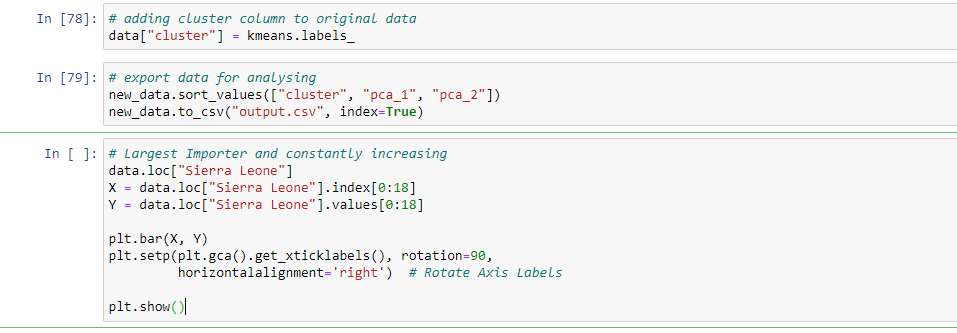 In [78]: # adding cluster column to original data
data["cluster"] = kmeans.labels_
In [79]: # export data for analysing
new_data.sort_values(["cluster", "pca_1", "pca_2"])
new_data.to_csv("output.csv", index=True)
In [ ]: # Largest Importer and constantly increasing
data.loc["Sierra Leone"]
X = data.loc["Sierra Leone"].index[0:18]
Y = data.loc["Sierra Leone"].values[0:18]
plt.bar(X, Y)
plt.setp(plt.gca().get_xticklabels(), rotation=90,
horizontalalignment='right')  # Rotate Axis Labels
plt.show()